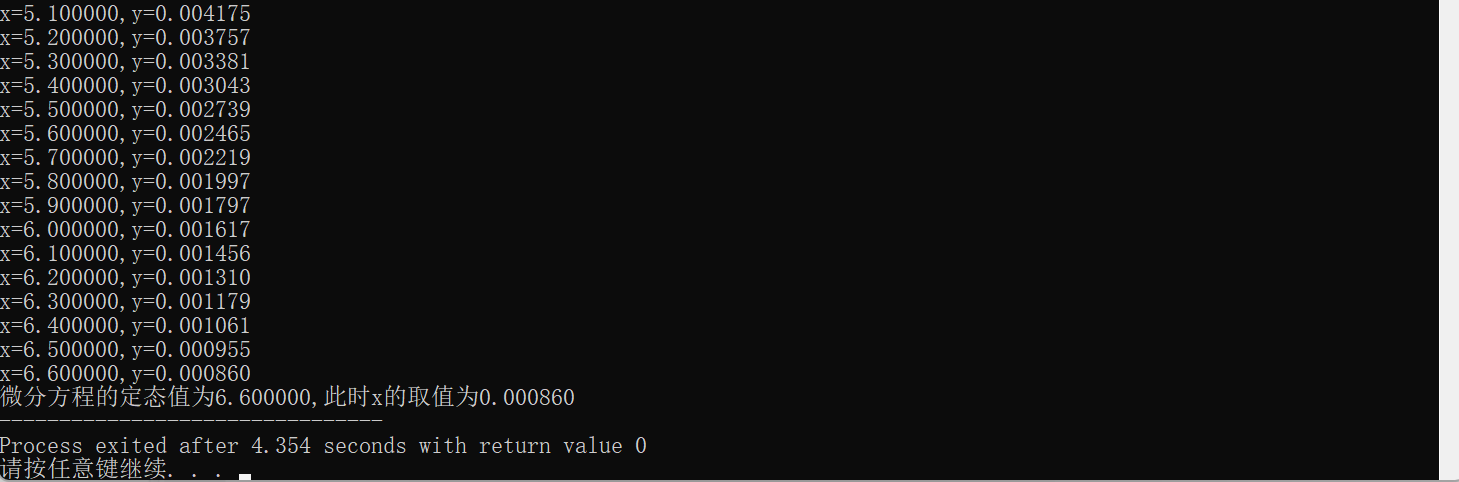 x=5.100000,y=0.004175
x=5.200000,y=0.003757
x=5.300000,y=0.003381
x=5.400000,y=0.003043
x=5.500000,y=0.002739
x=5.600000,y=0.002465
x=5.700000,y=0.002219
x=5.800000,y=0.001997
x=5.900000,y=0.001797
x=6.000000,y=0.001617
x=6.100000,y=0.001456
x=6.200000,y=0.001310
x=6.300000,y=0.001179
x=6.400000,y=0.001061
x=6.500000,y=0.000955
x=6.600000,y=0.000860
微分方程的定态值为6.600000,此时x的取值为0.000860
--------------------------------
Process exited after 4.354 seconds with return value 0
请按任意键继续. . .